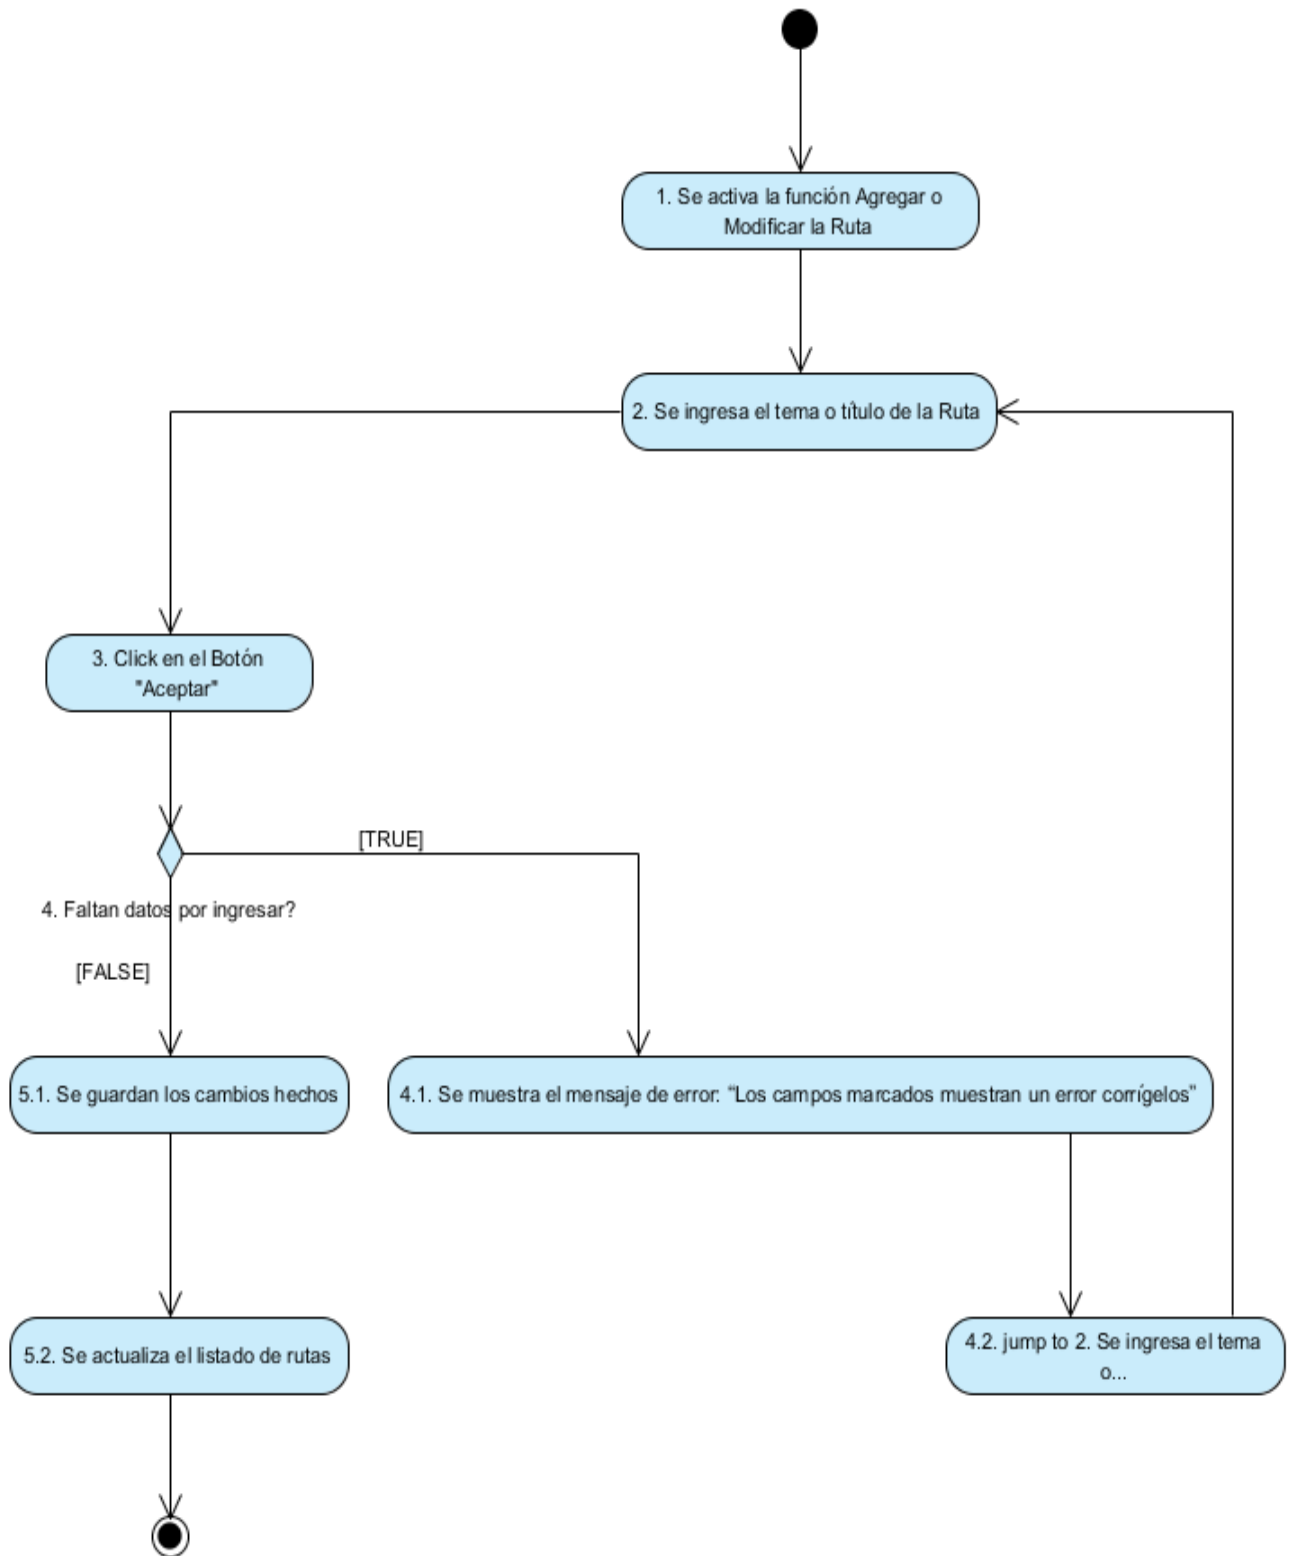 1. Se activa la función Agregar o
Modificar la Ruta
2. Se ingresa el tema o título de la Ruta
3. Click en el Botón
"Aceptar"
[TRUE]
4. Faltan datos por ingresar?
[FALSE]
5.1. Se guardan los cambios hechos
4.1. Se muestra el mensaje de error: “Los campos marcados muestran un error corrígelos”
5.2. Se actualiza el listado de rutas
4.2. jump to 2. Se ingresa el tema
o...